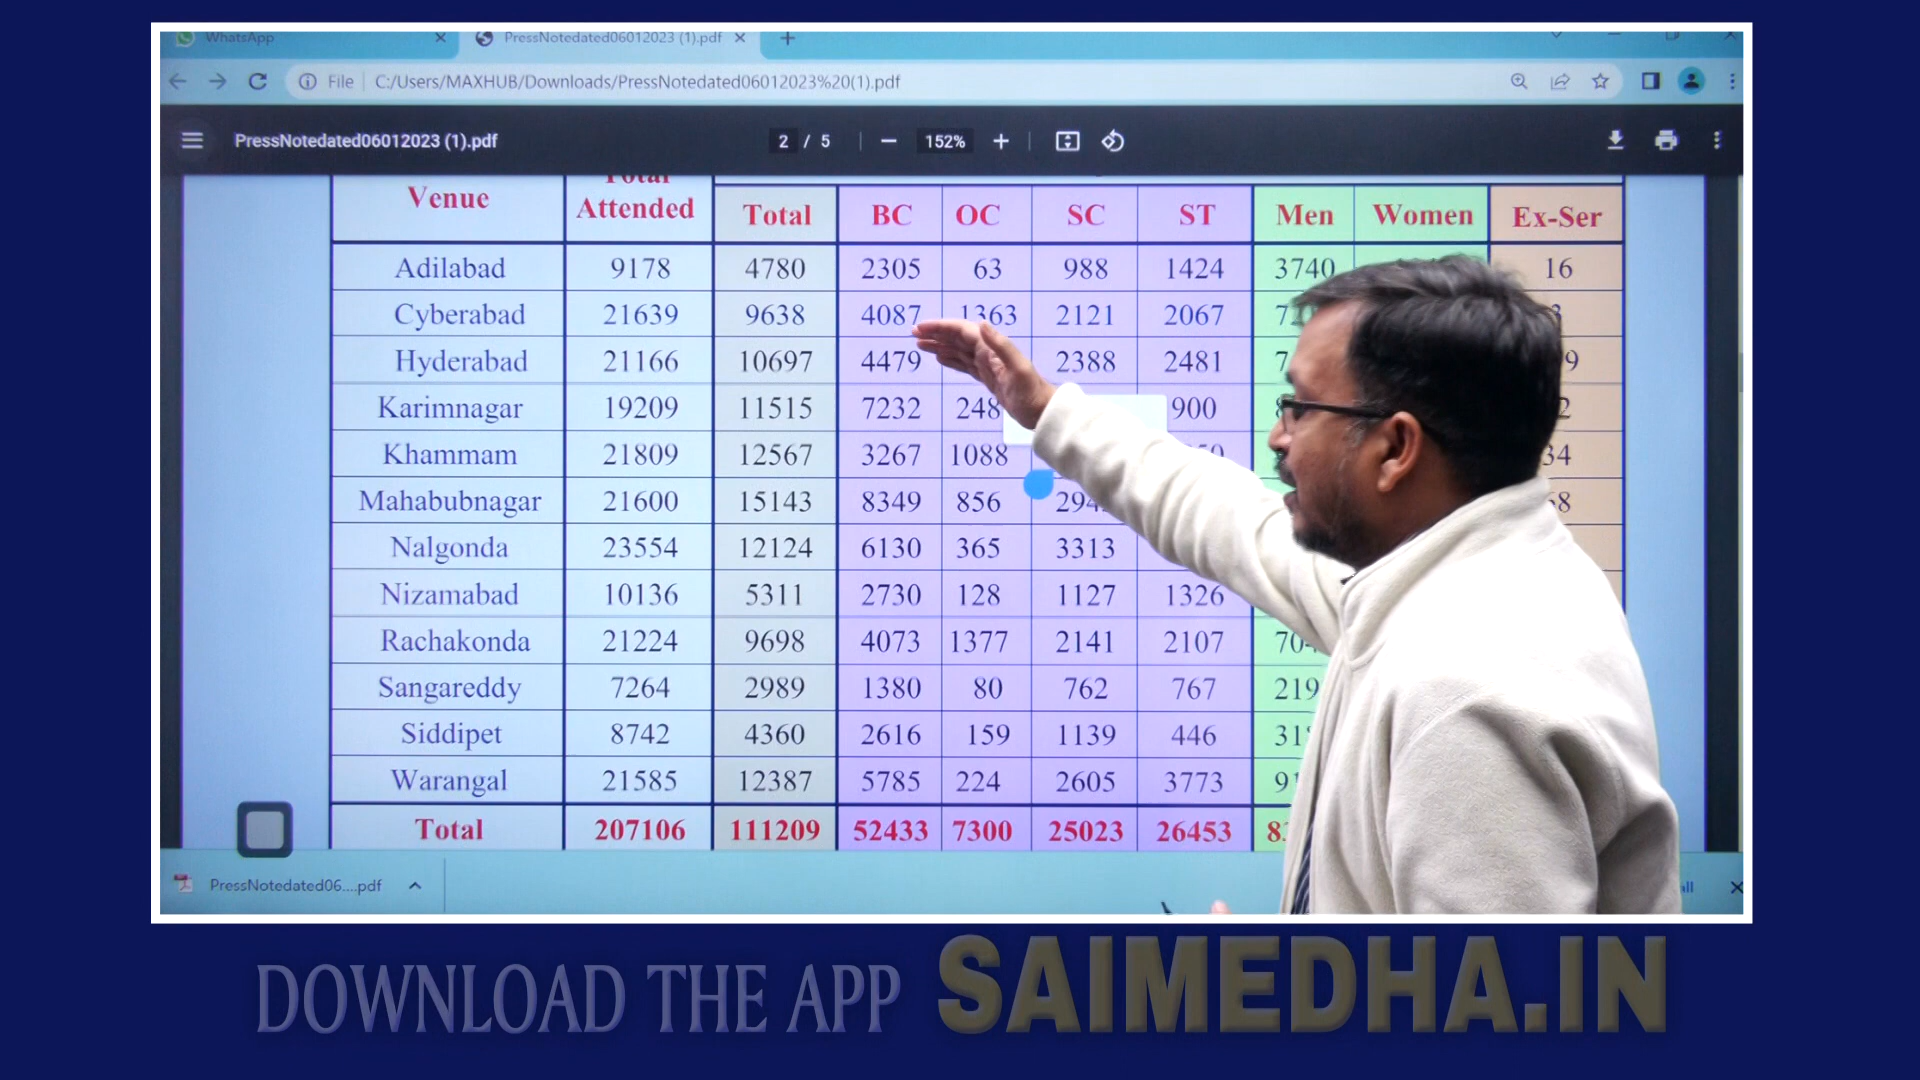 WhatsApp PressNotedated06012023 (1).pdf
File C:/Users/MAXHUB/Downloads/PressNotedated06012023%20(1).pdf
PressNotedated06012023 (1).pdf 2 / 5 152%
Venue Total Attended Total BC OC SC ST Men Women Ex-Ser
Adilabad 9178 4780 2305 63 988 1424 3740 16
Cyberabad 21639 9638 4087 1363 2121 2067
Hyderabad 21166 10697 4479 2388 2481
Karimnagar 19209 11515 7232 248 900
Khammam 21809 12567 3267 1088
Mahabubnagar 21600 15143 8349 856
Nalgonda 23554 12124 6130 365 3313
Nizamabad 10136 5311 2730 128 1127 1326
Rachakonda 21224 9698 4073 1377 2141 2107
Sangareddy 7264 2989 1380 80 762 767
Siddipet 8742 4360 2616 159 1139 446
Warangal 21585 12387 5785 224 2605 3773
Total 207106 111209 52433 7300 25023 26453
PressNotedated06....pdf
DOWNLOAD THE APP SAIMEDHA.IN